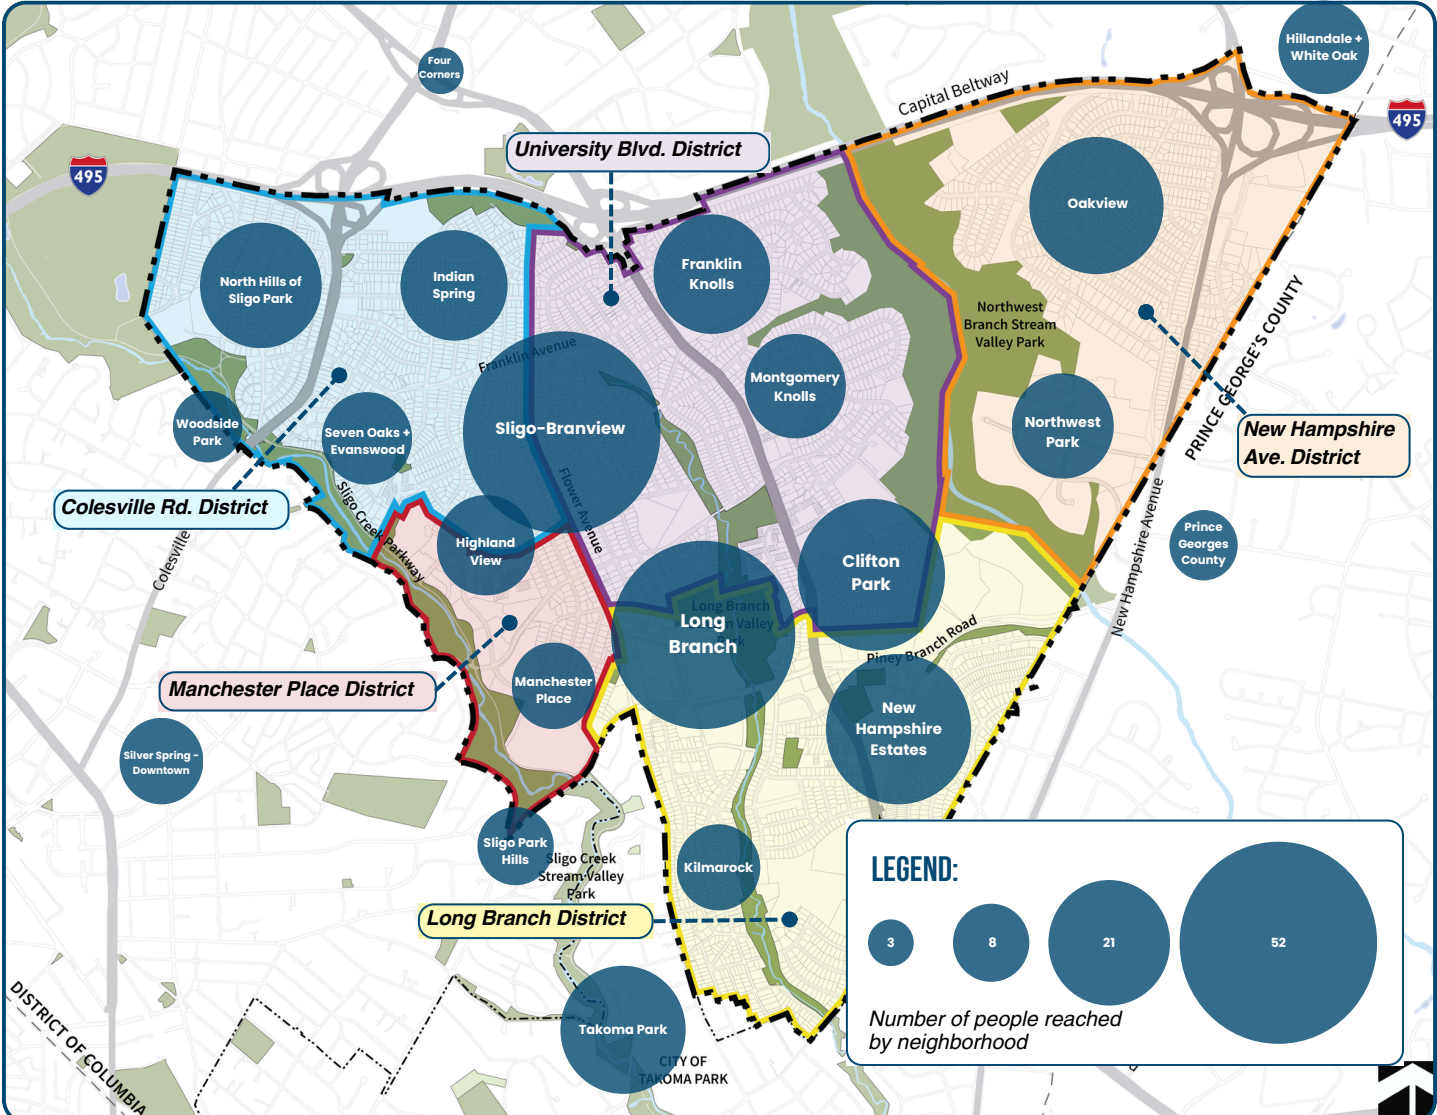 Hillandale +
White Oak
Four
Corners
Capital Beltway
495
University Blvd. District
495
Oakview
North Hills of
Sligo Park
Indian
Spring
Franklin
Knolls
Northwest
Branch Stream
Valley Park
PRINCE GEORGE'S COUNTY
Franklin Avenue
Montgomery
Knolls
Woodside
Park
Seven Oaks +
Evanswood
Sligo-Branview
Northwest
Park
New Hampshire
Ave. District
Colesville Rd. District
Sligo Creek Parkway
Flower Avenue
Colesville
Highland
View
Clifton
Park
Prince
Georges
County
New Hampshire Avenue
Long Branch
Valley
Park
Long
Branch
Piney Branch Road
Manchester Place District
Manchester
Place
New
Hampshire
Estates
Silver Spring -
Downtown
Sligo Park
Hills
Sligo Creek
Stream Valley
Park
Kilmarock
Long Branch District
LEGEND:
3
8
21
52
Number of people reached
by neighborhood
Takoma Park
CITY OF
TAKOMA PARK
DISTRICT OF COLUMBIA